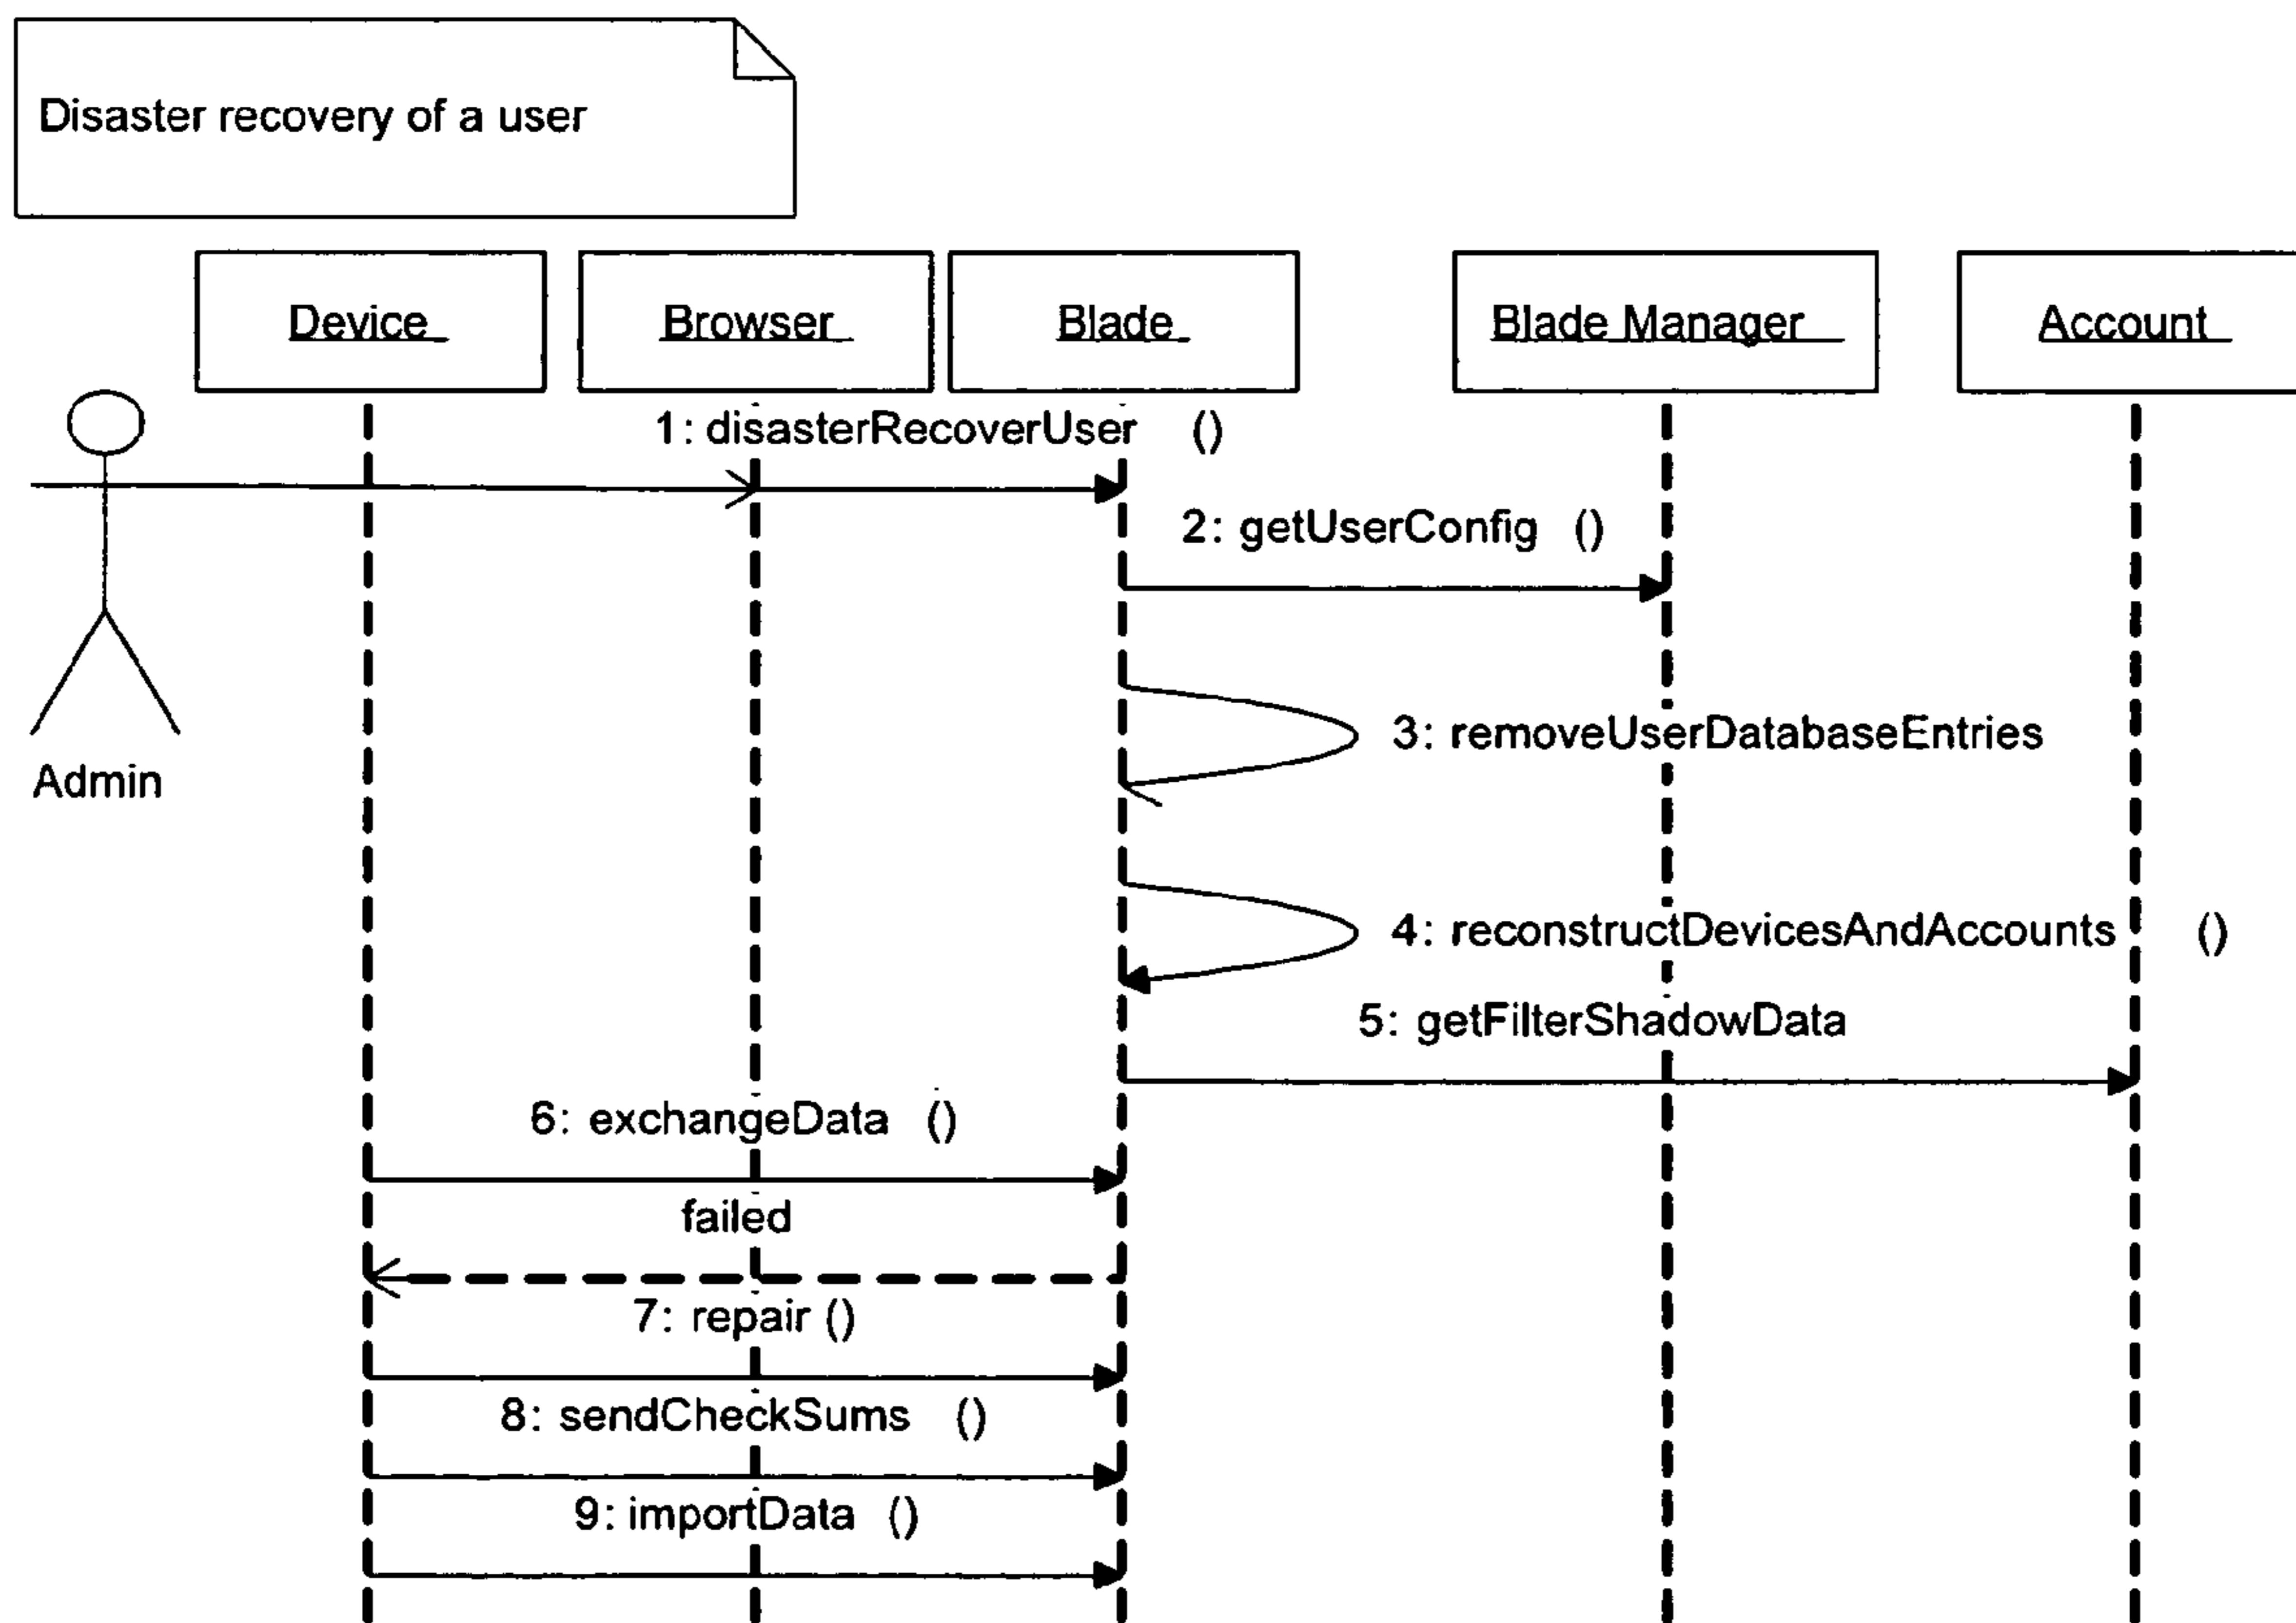 Disaster recovery of a user
Device
Browser
Blade
Blade Manager
Account
1: disasterRecoverUser ()
2: getUserConfig ()
3: removeUserDatabaseEntries
Admin
4: reconstructDevicesAndAccounts ()
5: getFilterShadowData
6: exchangeData ()
failed
7: repair ()
8: sendCheckSums ()
9: importData ()